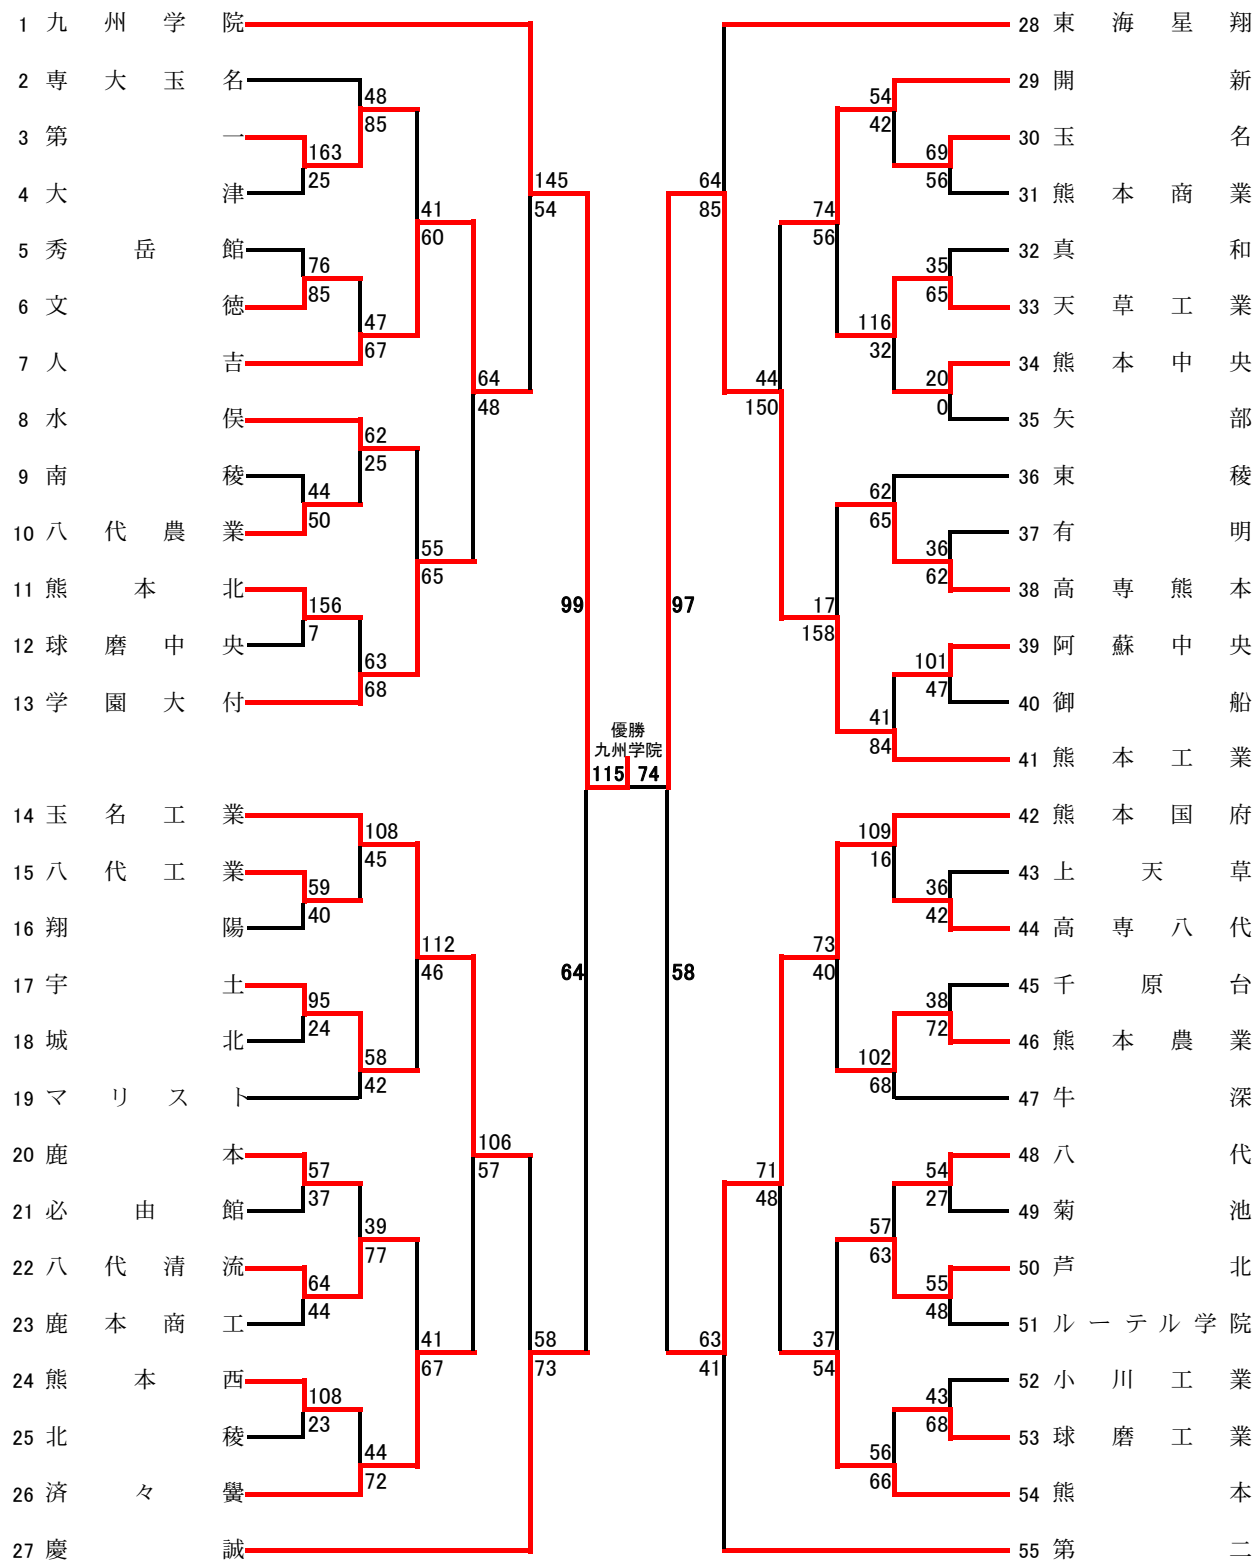 1 九州学院
2 専大玉名
3 第一
4 大津
5 秀岳館
6 文徳
7 人吉
8 水俣
9 南稜
10 八代農業
11 熊本北
12 球磨中央
13 学園大付
14 玉名工業
15 八代工業
16 翔陽
17 宇土
18 城北
19 マリスト
20 鹿本
21 必由館
22 八代清流
23 鹿本商工
24 熊本西
25 北稜
26 済々黌
27 慶誠
48
85
163
25
76
85
47
67
41
60
62
25
44
50
156
7
63
68
55
65
64
48
145
54
108
45
59
40
95
24
58
42
112
46
57
37
39
77
64
44
108
23
44
72
41
67
106
57
58
73
99
64
優勝
九州学院
115 74
97
58
64
85
54
42
69
56
74
56
35
65
116
32
20
0
44
150
62
65
36
62
17
158
101
47
41
84
109
16
36
42
73
40
38
72
102
68
71
48
54
27
57
63
55
48
63
41
37
54
43
68
56
66
28 東海星翔
29 開新
30 玉名
31 熊本商業
32 真和
33 天草工業
34 熊本中央
35 矢部
36 東稜
37 有明
38 高専熊本
39 阿蘇中央
40 御船
41 熊本工業
42 熊本国府
43 上天草
44 高専八代
45 千原台
46 熊本農業
47 牛深
48 八代
49 菊池
50 芦北
51 ルーテル学院
52 小川工業
53 球磨工業
54 熊本
55 第二